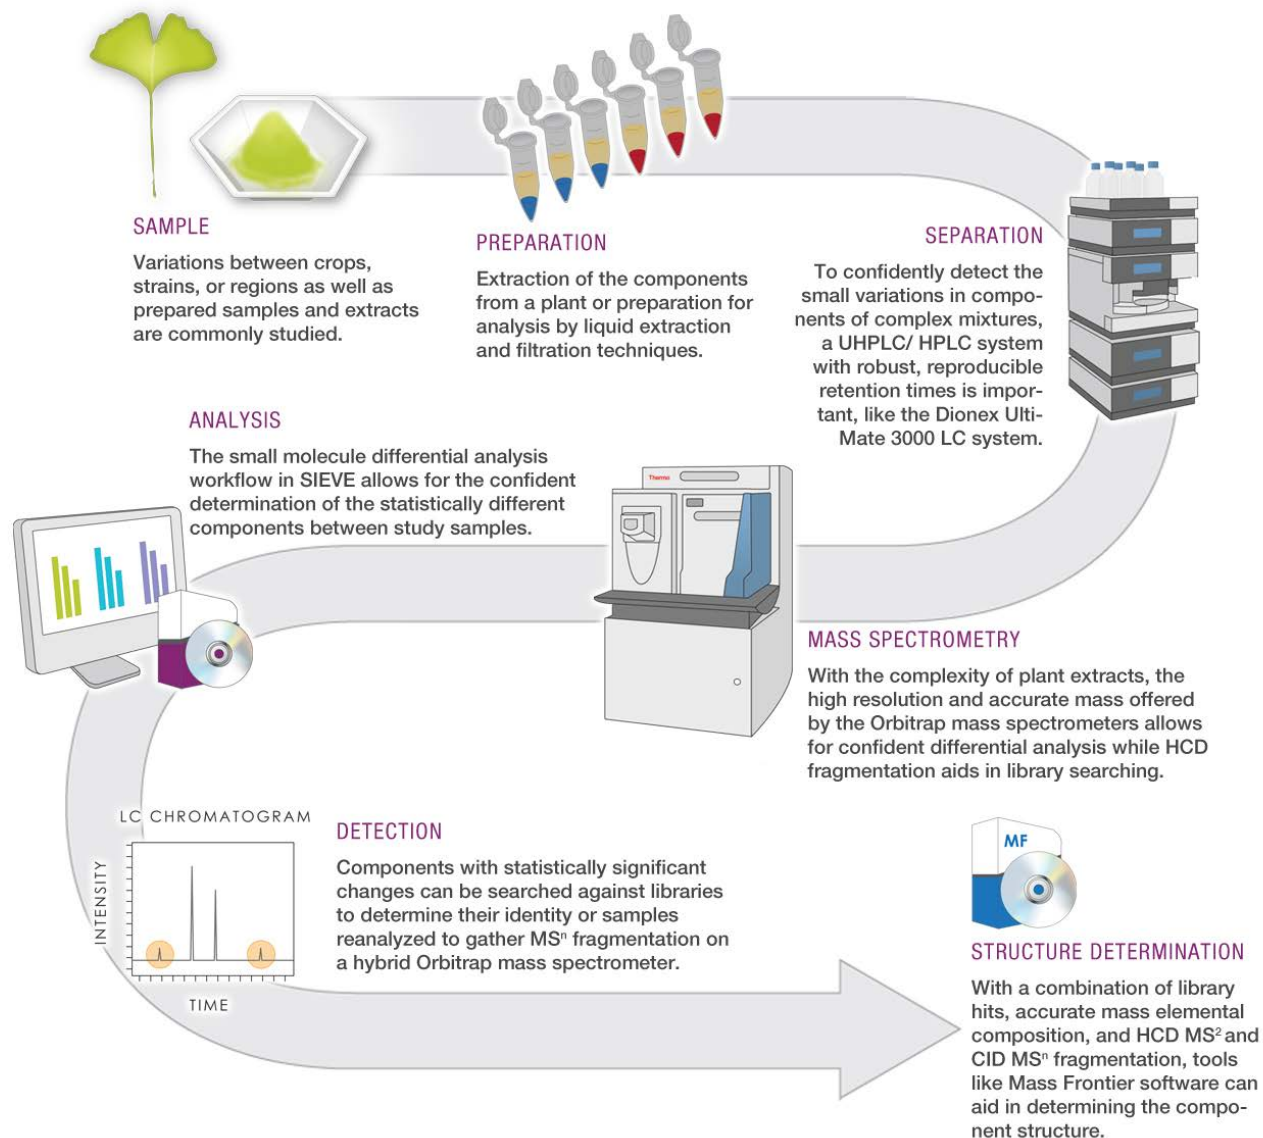 SAMPLE
Variations between crops,
strains, or regions as well as
prepared samples and extracts
are commonly studied.
PREPARATION
Extraction of the components
from a plant or preparation for
analysis by liquid extraction
and filtration techniques.
SEPARATION
To confidently detect the
small variations in compo-
nents of complex mixtures,
a UHPLC/ HPLC system
with robust, reproducible
retention times is impor-
tant, like the Dionex Ulti-
Mate 3000 LC system.
Thermo
MASS SPECTROMETRY
With the complexity of plant extracts, the
high resolution and accurate mass offered
by the Orbitrap mass spectrometers allows
for confident differential analysis while HCD
fragmentation aids in library searching.
ANALYSIS
The small molecule differential analysis
workflow in SIEVE allows for the confident
determination of the statistically different
components between study samples.
LC CHROMATOGRAM
INTENSITY
TIME
DETECTION
Components with statistically significant
changes can be searched against libraries
to determine their identity or samples
reanalyzed to gather MSⁿ fragmentation on
a hybrid Orbitrap mass spectrometer.
MF
STRUCTURE DETERMINATION
With a combination of library
hits, accurate mass elemental
composition, and HCD MS² and
CID MSⁿ fragmentation, tools
like Mass Frontier software can
aid in determining the compo-
nent structure.